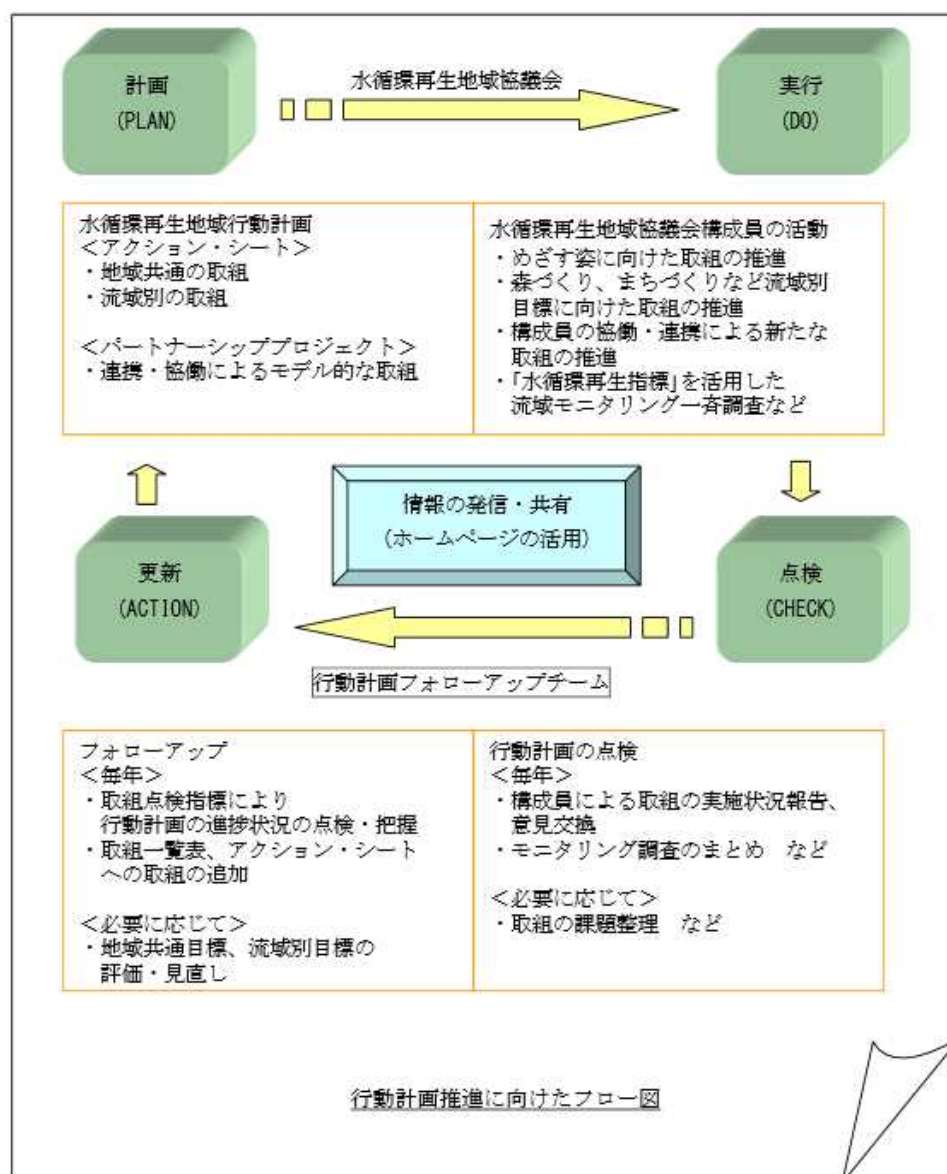 計画
(PLAN)
水循環再生地域協議会
実行
(DO)
水循環再生地域行動計画
＜アクション・シート＞
・地域共通の取組
・流域別の取組
＜パートナーシッププロジェクト＞
・連携・協働によるモデル的な取組
水循環再生地域協議会構成員の活動
・めざす姿に向けた取組の推進
・森づくり、まちづくりなど流域別
目標に向けた取組の推進
・構成員の協働・連携による新たな
取組の推進
・「水循環再生指標」を活用した
流域モニタリング一斉調査など
情報の発信・共有
(ホームページの活用)
更新
(ACTION)
点検
(CHECK)
行動計画フォローアップチーム
フォローアップ
＜毎年＞
・取組点検指標により
行動計画の進捗状況の点検・把握
・取組一覧表、アクション・シート
への取組の追加
＜必要に応じて＞
・地域共通目標、流域別目標の
評価・見直し
行動計画の点検
＜毎年＞
・構成員による取組の実施状況報告、
意見交換
・モニタリング調査のまとめ　など
＜必要に応じて＞
・取組の課題整理　など
行動計画推進に向けたフロー図